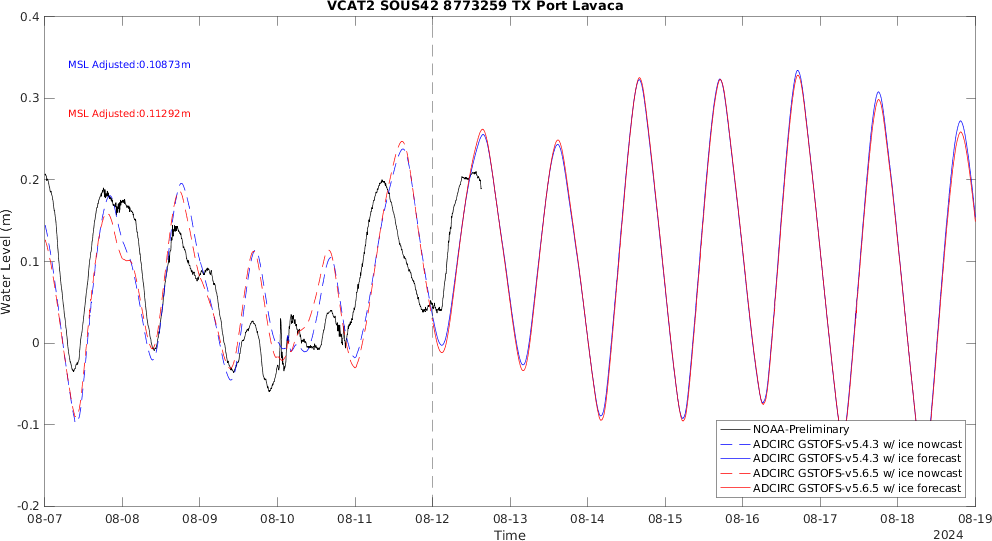 VCAT2 SOUS42 8773259 TX Port Lavaca
0.4
MSL Adjusted:0.10873m
0.3
MSL Adjusted:0.11292m
0.2
0.1
0
-0.1
-0.2
Water Level (m)
NOAA-Preliminary
ADCIRC GSTOFS-v5.4.3 w/ ice nowcast
ADCIRC GSTOFS-v5.4.3 w/ ice forecast
ADCIRC GSTOFS-v5.6.5 w/ ice nowcast
ADCIRC GSTOFS-v5.6.5 w/ ice forecast
08-07 08-08 08-09 08-10 08-11 08-12 08-13 08-14 08-15 08-16 08-17 08-18 08-19
Time
2024